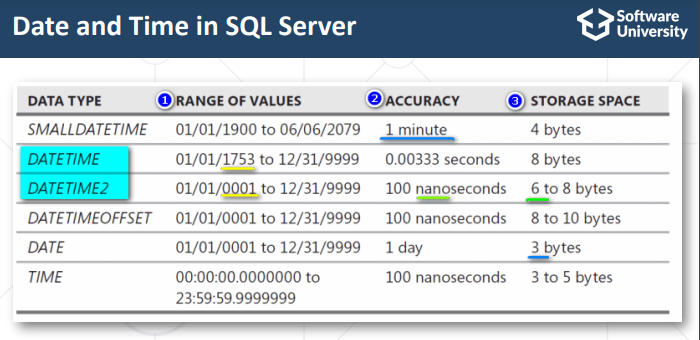 Date and Time in SQL Server
Software
University
DATA TYPE 1 RANGE OF VALUES 2 ACCURACY 3 STORAGE SPACE
SMALLDATETIME 01/01/1900 to 06/06/2079 1 minute 4 bytes
DATETIME 01/01/1753 to 12/31/9999 0.00333 seconds 8 bytes
DATETIME2 01/01/0001 to 12/31/9999 100 nanoseconds 6 to 8 bytes
DATETIMEOFFSET 01/01/0001 to 12/31/9999 100 nanoseconds 8 to 10 bytes
DATE 01/01/0001 to 12/31/9999 1 day 3 bytes
TIME 00:00:00.0000000 to 100 nanoseconds 3 to 5 bytes
23:59:59.9999999